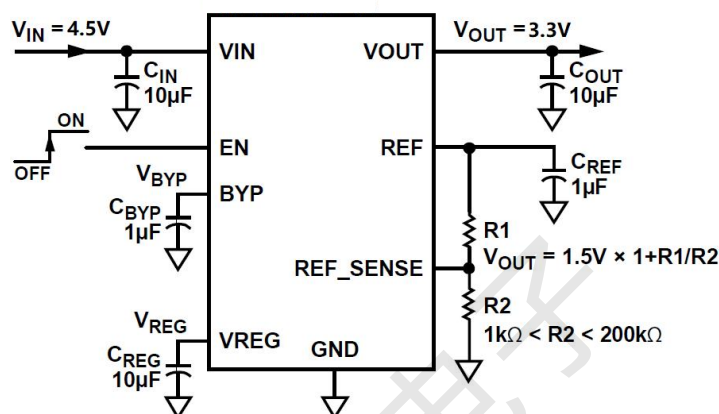 VIN = 4.5V
VOUT = 3.3V
VIN
VOUT
CIN
10µF
COUT
10µF
ON
OFF
EN
REF
CREF
1µF
VBYP
BYP
CBYP
1µF
R1
VOUT = 1.5V × 1+R1/R2
REF_SENSE
R2
1kΩ < R2 < 200kΩ
VREG
VREG
GND
CREG
10µF
电子